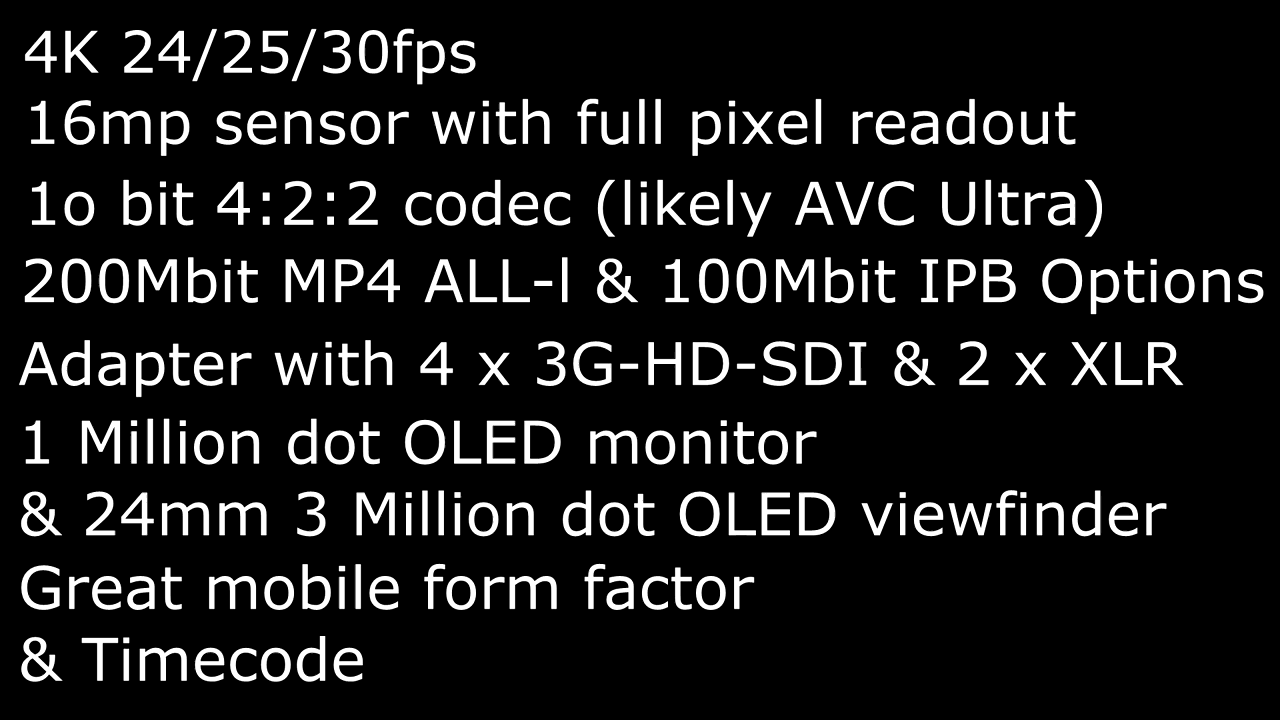 4K 24/25/30fps
16mp sensor with full pixel readout
1o bit 4:2:2 codec (likely AVC Ultra)
200Mbit MP4 ALL-l & 100Mbit IPB Options
Adapter with 4 x 3G-HD-SDI & 2 x XLR
1 Million dot OLED monitor
& 24mm 3 Million dot OLED viewfinder
Great mobile form factor
& Timecode